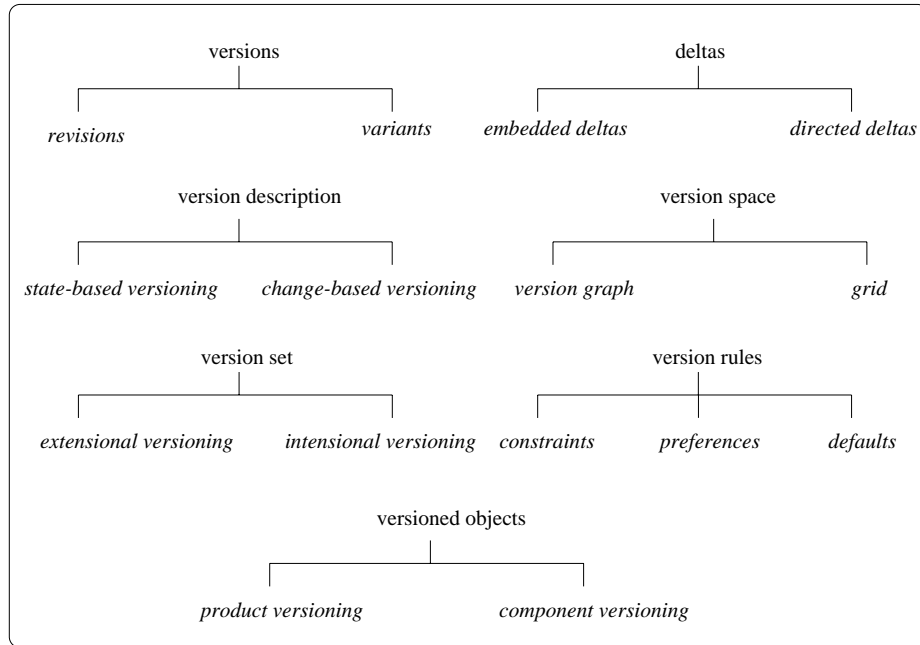 versions
deltas
revisions
variants
embedded deltas
directed deltas
version description
version space
state-based versioning
change-based versioning
version graph
grid
version set
version rules
extensional versioning
intensional versioning
constraints
preferences
defaults
versioned objects
product versioning
component versioning